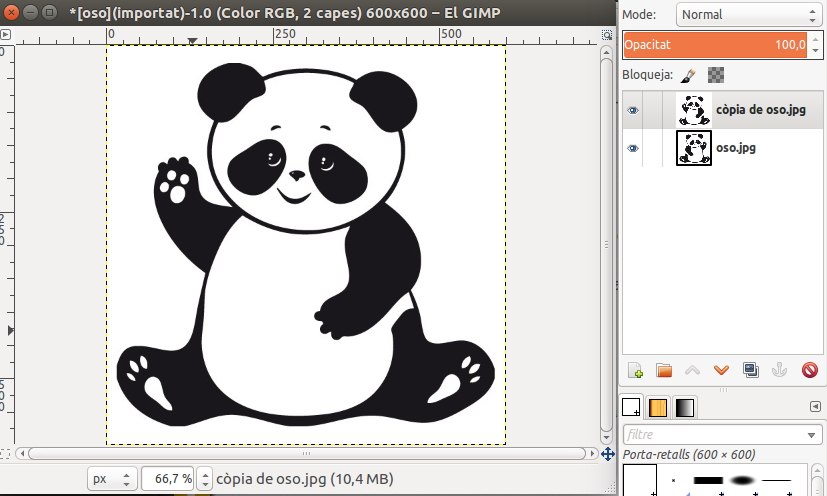 *[oso](importat)-1.0 (Color RGB, 2 capes) 600x600 – El GIMP
0 250 500
Mode: Normal
Opacitat 100,0
Bloqueja:
còpia de oso.jpg
oso.jpg
filtre
Porta-retalls (600 × 600)
px 66,7 % còpia de oso.jpg (10,4 MB)